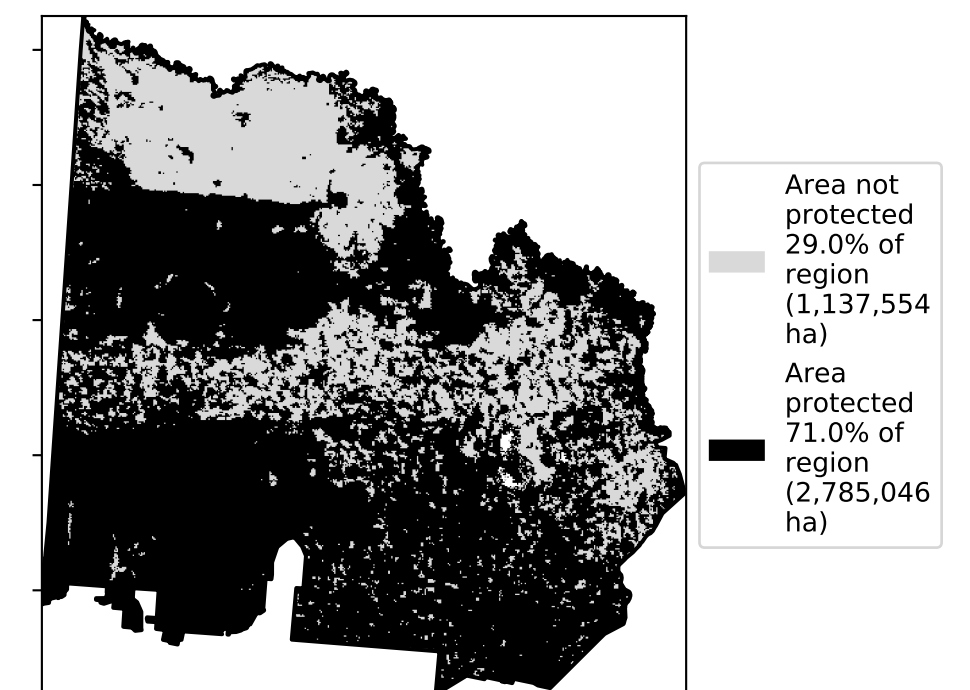 Area not
protected
29.0% of
region
(1,137,554
ha)
Area
protected
71.0% of
region
(2,785,046
ha)